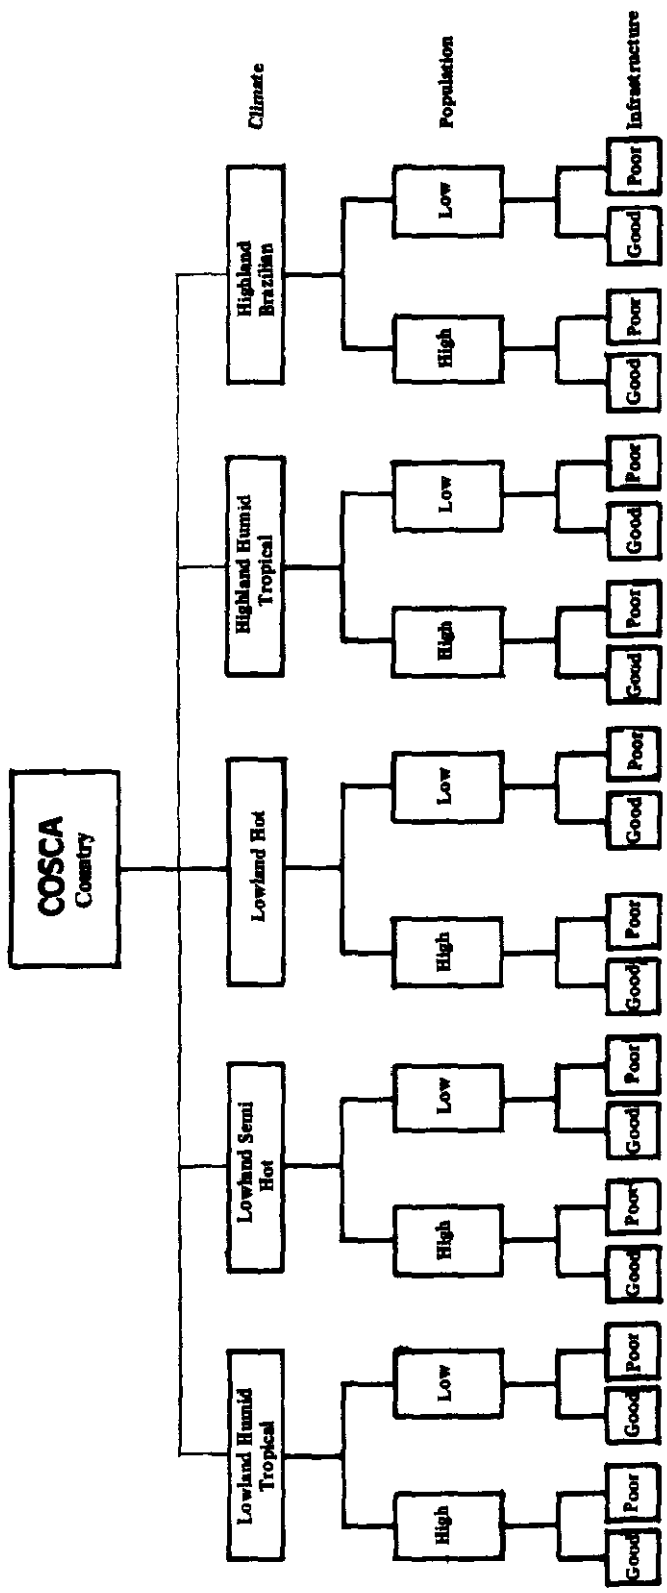 COSCA
Country
Climate
Lowland Humid
Tropical
Lowland Semi
Hot
Lowland Hot
Highland Humid
Tropical
Highland
Brazilian
Population
High
Low
High
Low
High
Low
High
Low
High
Low
Infrastructure
Good
Poor
Good
Poor
Good
Poor
Good
Poor
Good
Poor
Good
Poor
Good
Poor
Good
Poor
Good
Poor
Good
Poor